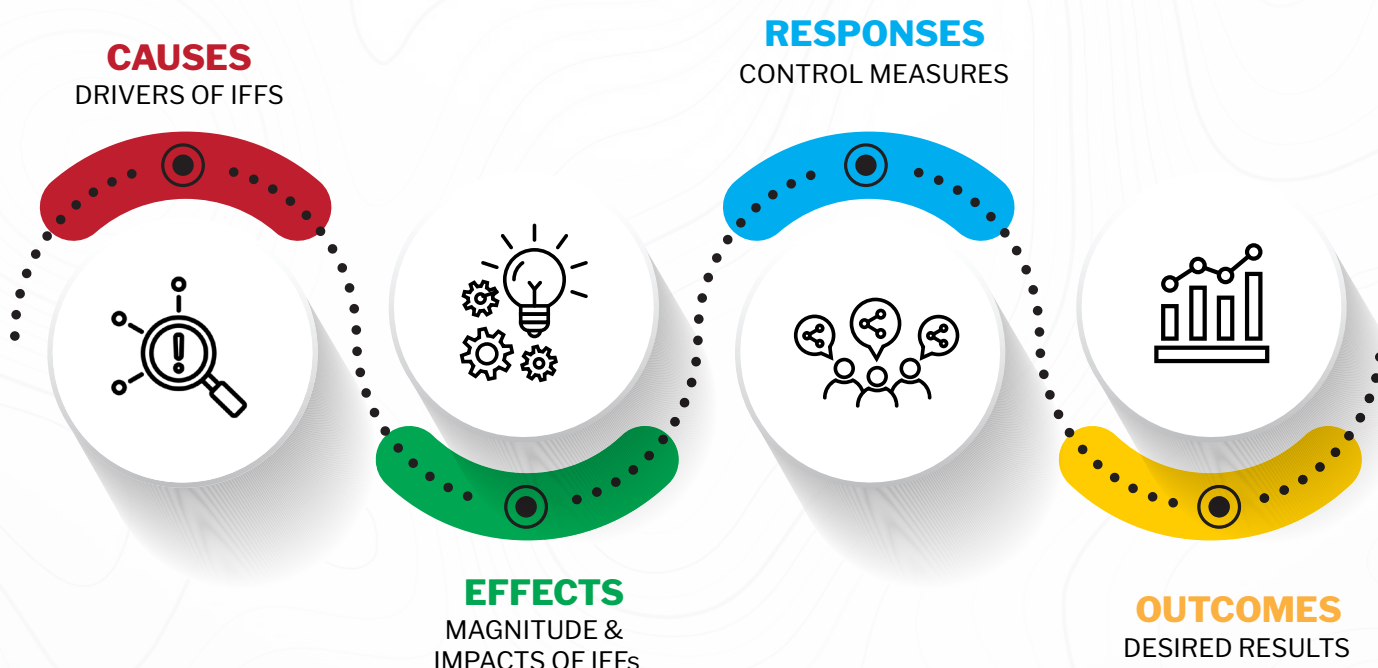 CAUSES
DRIVERS OF IFFS
EFFECTS
MAGNITUDE &
IMPACTS OF IFFs
RESPONSES
CONTROL MEASURES
OUTCOMES
DESIRED RESULTS